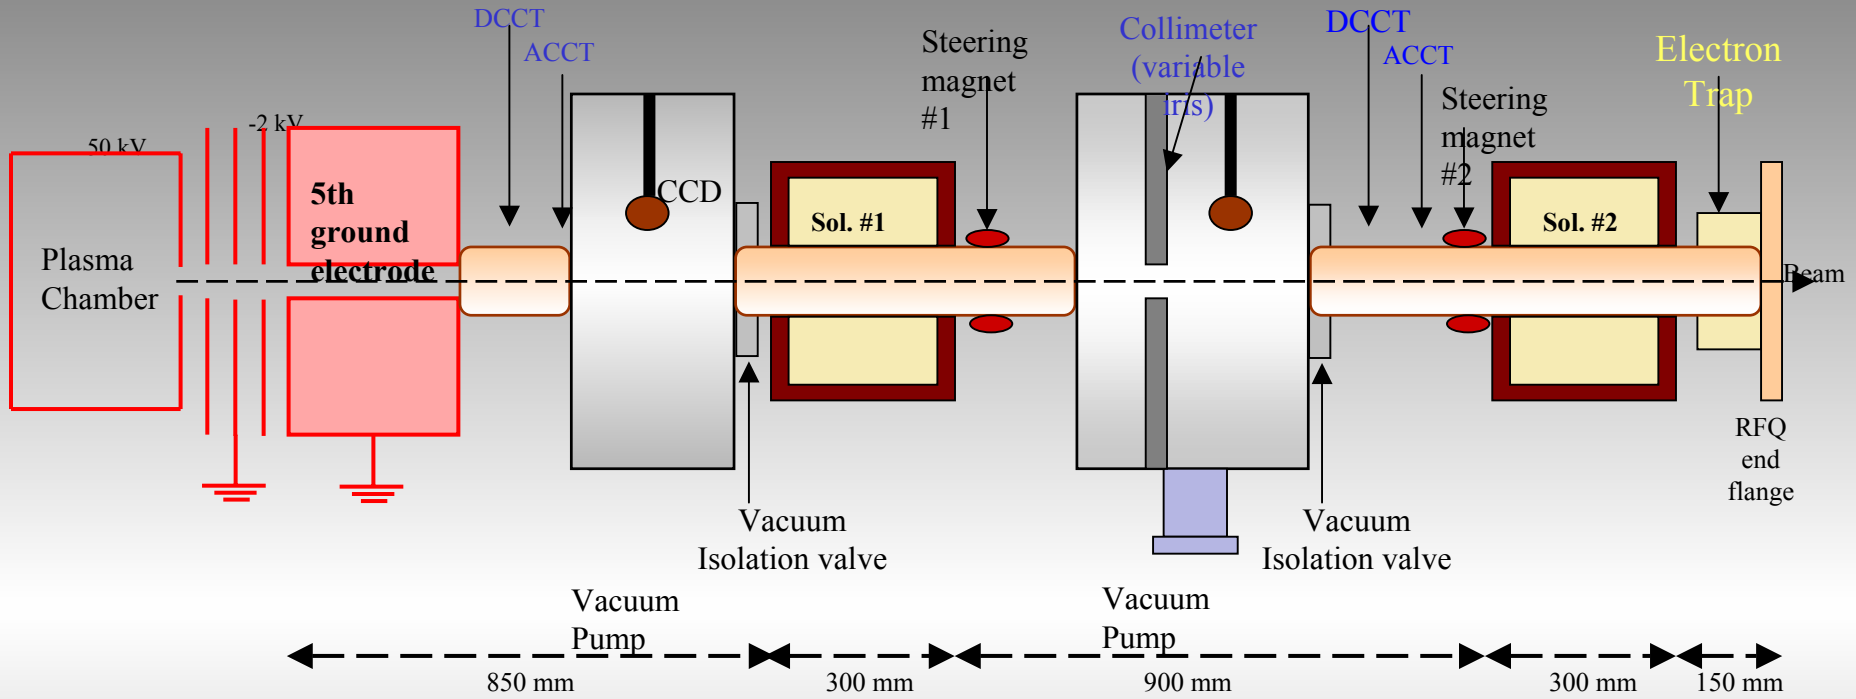 DCCT
ACCT
Steering
magnet
#1
Collimeter
(variable
iris)
DCCT
ACCT
Steering
magnet
#2
Electron
Trap
50 kV
-2 kV
5th
ground
electrode
Plasma
Chamber
CCD
Sol. #1
Sol. #2
Beam
RFQ
end
flange
Vacuum
Isolation valve
Vacuum
Isolation valve
Vacuum
Pump
Vacuum
Pump
850 mm
300 mm
900 mm
300 mm
150 mm